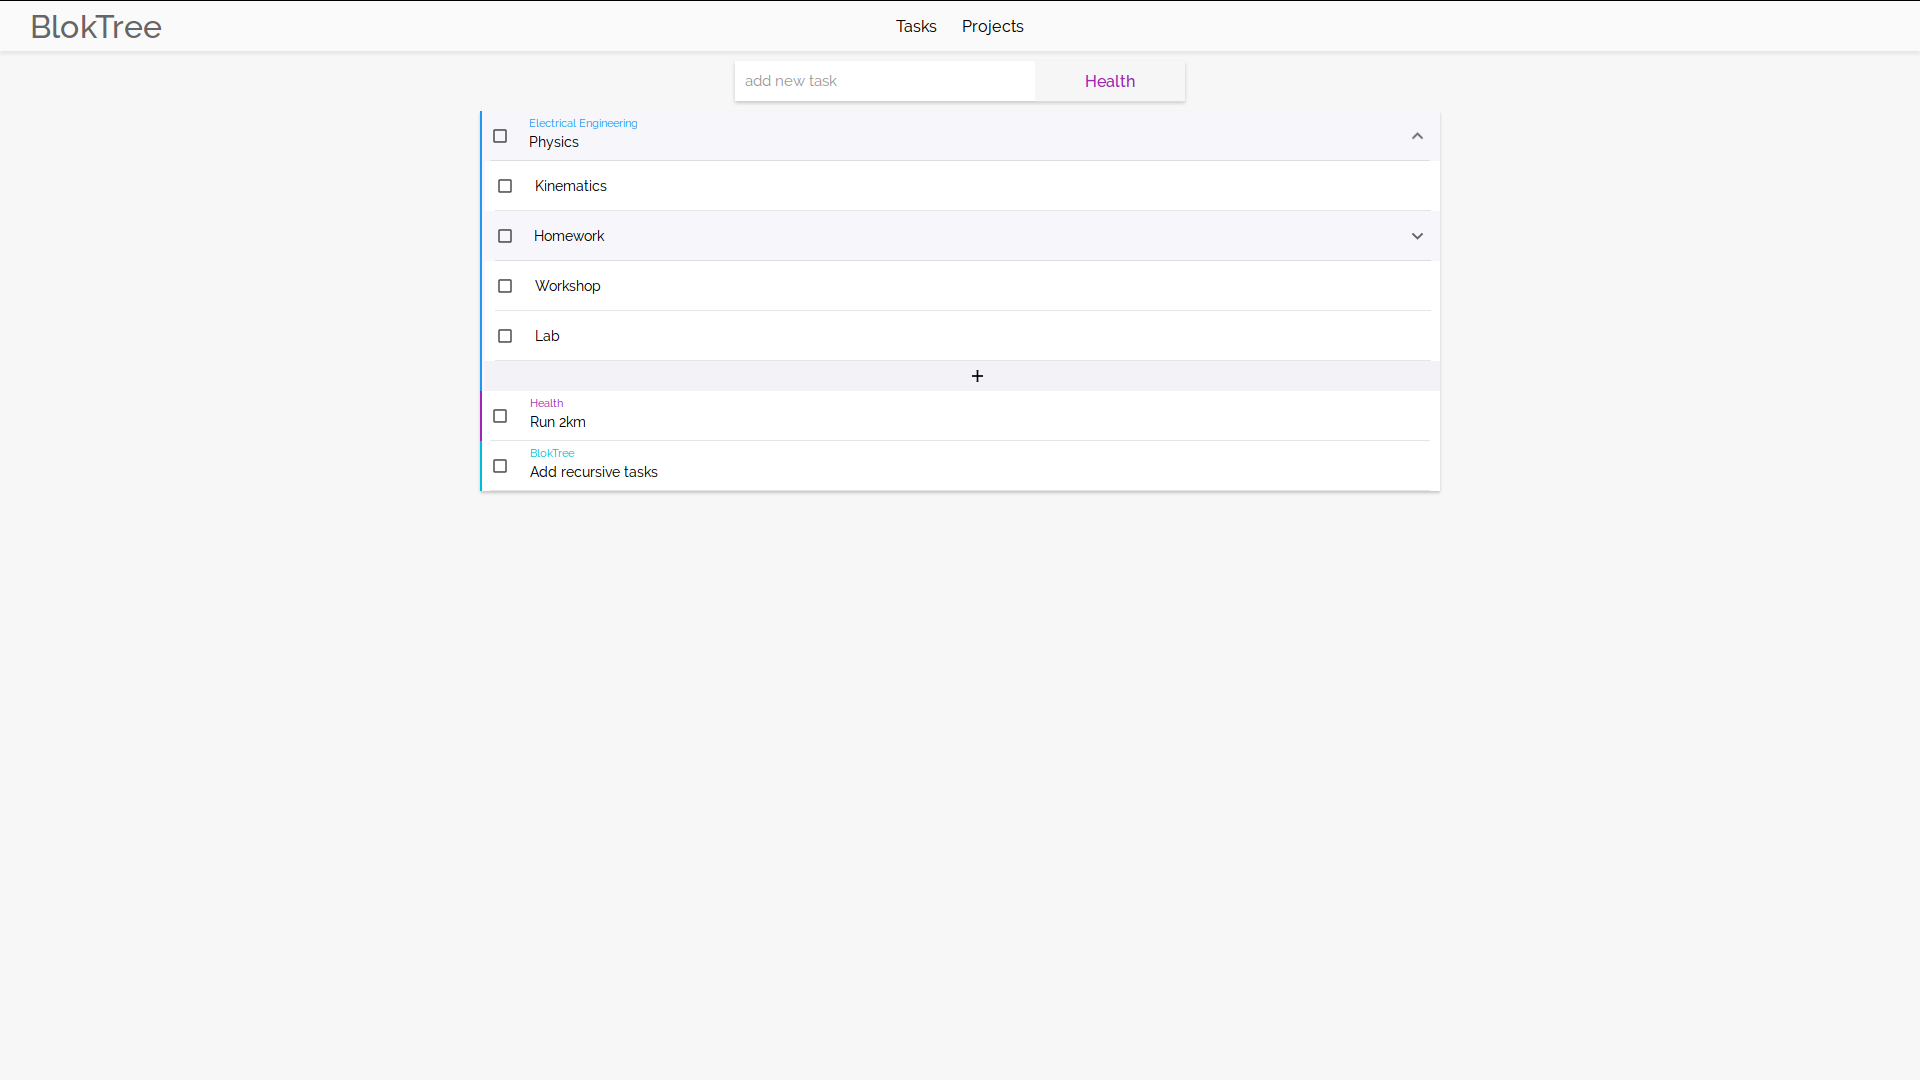 BlokTree
Tasks Projects
add new task Health
Electrical Engineering
Physics
Kinematics
Homework
Workshop
Lab
+
Health
Run 2km
BlokTree
Add recursive tasks